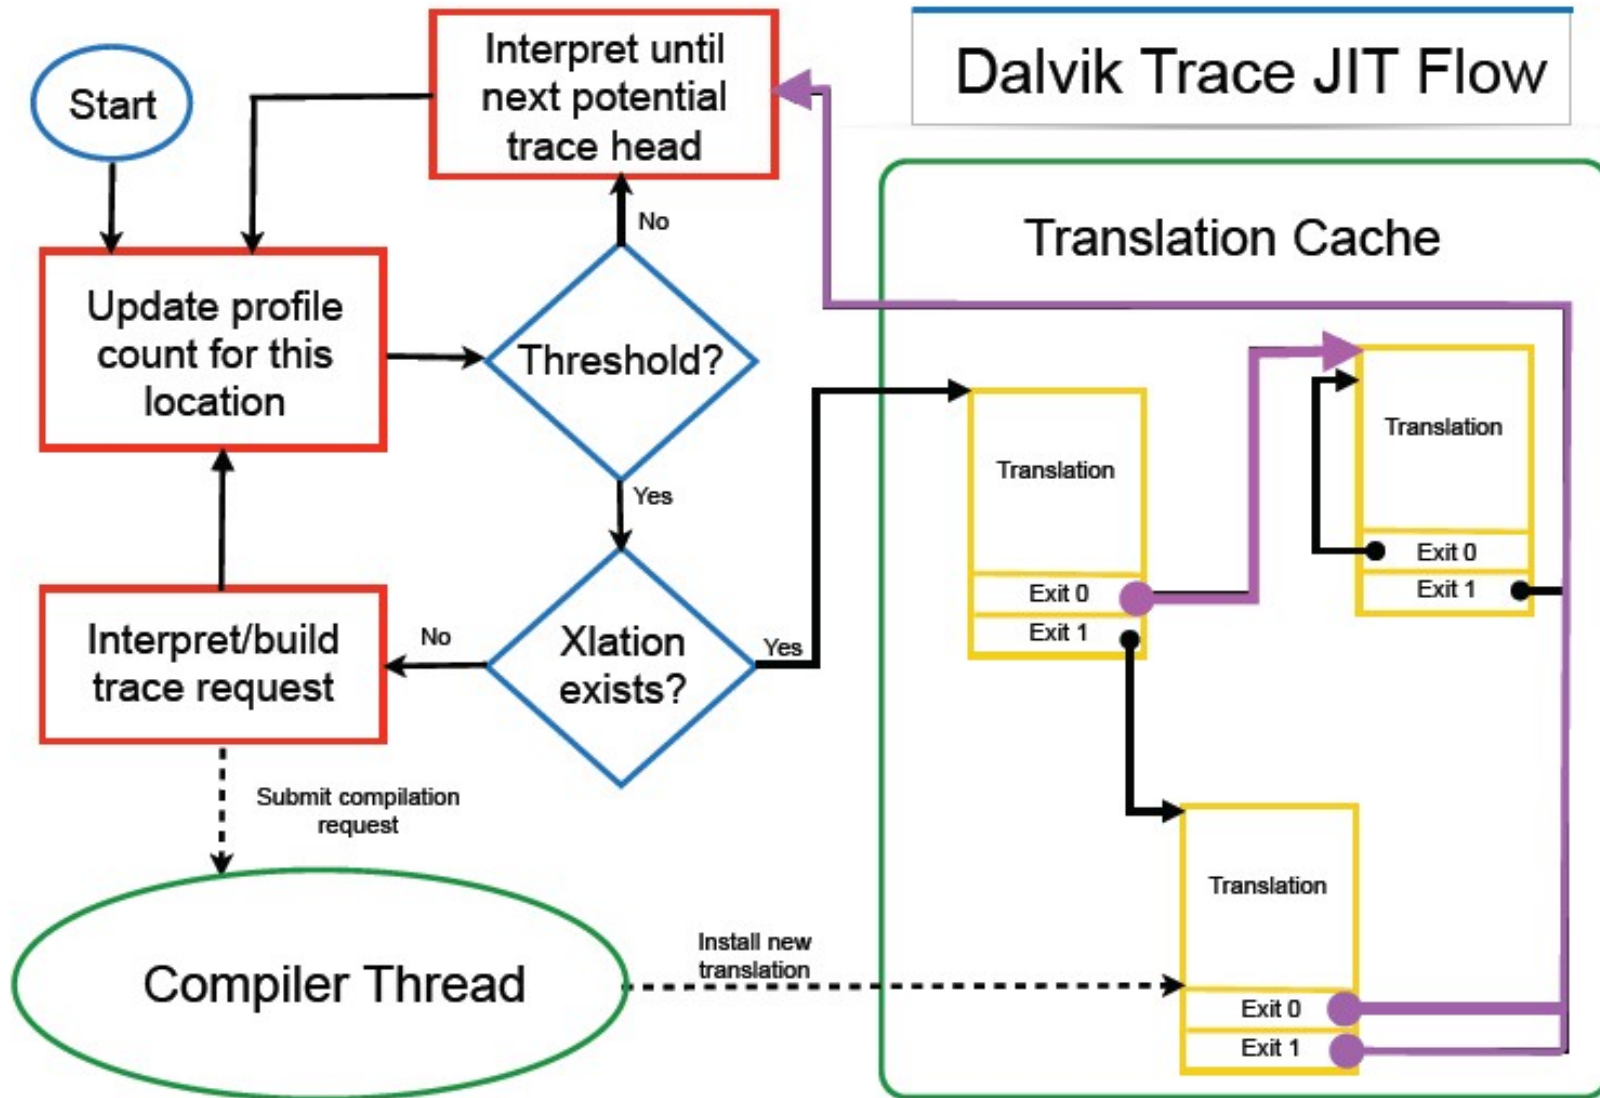 Dalvik Trace JIT Flow
Start
Interpret until
next potential
trace head
No
Update profile
count for this
location
Threshold?
Yes
Xlation
exists?
No
Yes
Interpret/build
trace request
Submit compilation
request
Compiler Thread
Install new
translation
Translation Cache
Translation
Exit 0
Exit 1
Translation
Exit 0
Exit 1
Translation
Exit 0
Exit 1